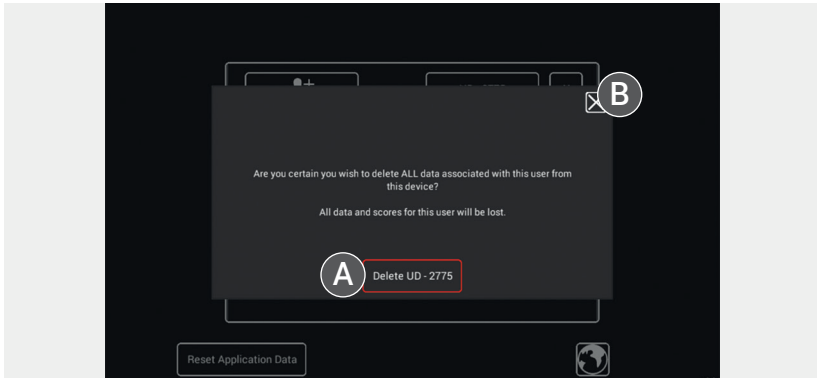 B
Are you certain you wish to delete ALL data associated with this user from
this device?
All data and scores for this user will be lost.
A
Delete UD - 2775
Reset Application Data